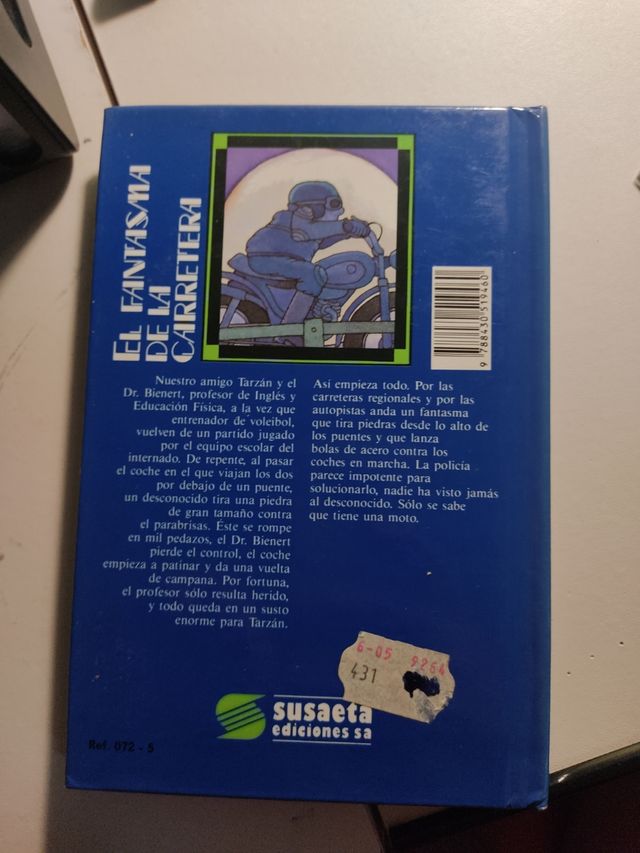 EL FANTASMA
DE LA
CARRETERA
9 788430 519460
Nuestro amigo Tarzán y el
Dr. Bienert, profesor de Inglés y
Educación Física, a la vez que
entrenador de voleibol,
vuelven de un partido jugado
por el equipo escolar del
internado. De repente, al pasar
el coche en el que viajan los dos
por debajo de un puente,
un desconocido tira una piedra
de gran tamaño contra
el parabrisas. Éste se rompe
en mil pedazos, el Dr. Bienert
pierde el control, el coche
empieza a patinar y da una vuelta
de campana. Por fortuna,
el profesor sólo resulta herido,
y todo queda en un susto
enorme para Tarzán.
Así empieza todo. Por las
carreteras regionales y por las
autopistas anda un fantasma
que tira piedras desde lo alto de
los puentes y que lanza
bolas de acero contra los
coches en marcha. La policía
parece impotente para
solucionarlo, nadie ha visto jamás
al desconocido. Sólo se sabe
que tiene una moto.
6-05 9264
431
susaeta
ediciones sa
Ref. 072 - 5